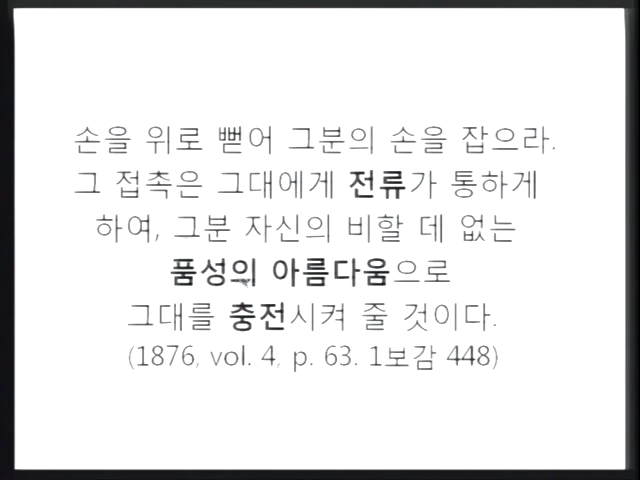 손을 위로 뻗어 그분의 손을 잡으라.
그 접촉은 그대에게 전류가 통하게
하여, 그분 자신의 비할 데 없는
품성의 아름다움으로
그대를 충전시켜 줄 것이다.
(1876, vol. 4, p. 63. 1보감 448)